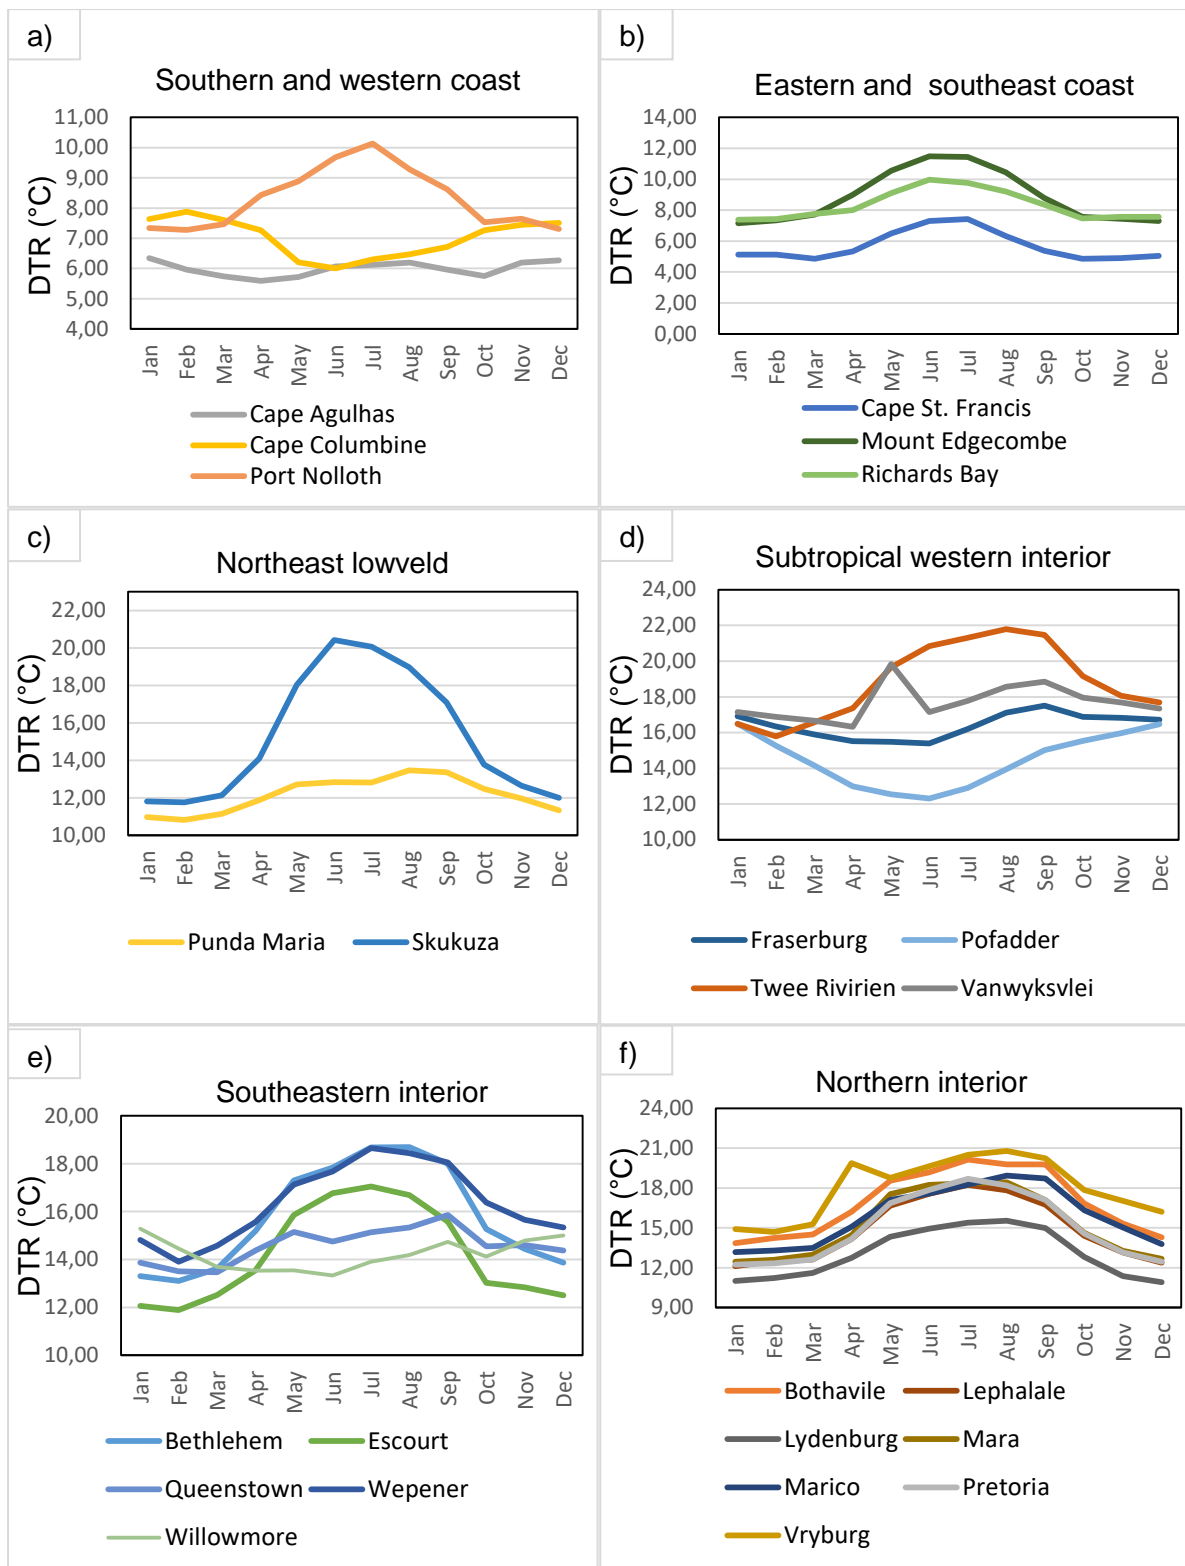 a)
Southern and western coast
DTR (°C)
11,00
10,00
9,00
8,00
7,00
6,00
5,00
4,00
Jan Feb Mar Apr May Jun Jul Aug Sep Oct Nov Dec
Cape Agulhas
Cape Columbine
Port Nolloth
b)
Eastern and southeast coast
DTR (°C)
14,00
12,00
10,00
8,00
6,00
4,00
2,00
0,00
Jan Feb Mar Apr May Jun Jul Aug Sep Oct Nov Dec
Cape St. Francis
Mount Edgecombe
Richards Bay
c)
Northeast lowveld
DTR (°C)
22,00
20,00
18,00
16,00
14,00
12,00
10,00
Jan Feb Mar Apr May Jun Jul Aug Sep Oct Nov Dec
Punda Maria Skukuza
d)
Subtropical western interior
DTR (°C)
24,00
22,00
20,00
18,00
16,00
14,00
12,00
10,00
Jan Feb Mar Apr May Jun Jul Aug Sep Oct Nov Dec
Fraserburg Pofadder
Twee Rivirien Vanwyksvlei
e)
Southeastern interior
DTR (°C)
20,00
18,00
16,00
14,00
12,00
10,00
Jan Feb Mar Apr May Jun Jul Aug Sep Oct Nov Dec
Bethlehem Escourt
Queenstown Wepener
Willowmore
f)
Northern interior
DTR (°C)
24,00
21,00
18,00
15,00
12,00
9,00
Jan Feb Mar Apr May Jun Jul Aug Sep Oct Nov Dec
Bothavile Lephalale
Lydenburg Mara
Marico Pretoria
Vryburg